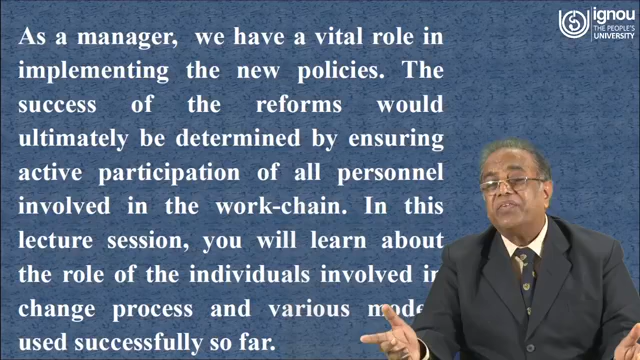 ignou
THE PEOPLE'S
UNIVERSITY
As a manager, we have a vital role in
implementing the new policies. The
success of the reforms would
ultimately be determined by ensuring
active participation of all personnel
involved in the work-chain. In this
lecture session, you will learn about
the role of the individuals involved in
change process and various
used successfully so far.